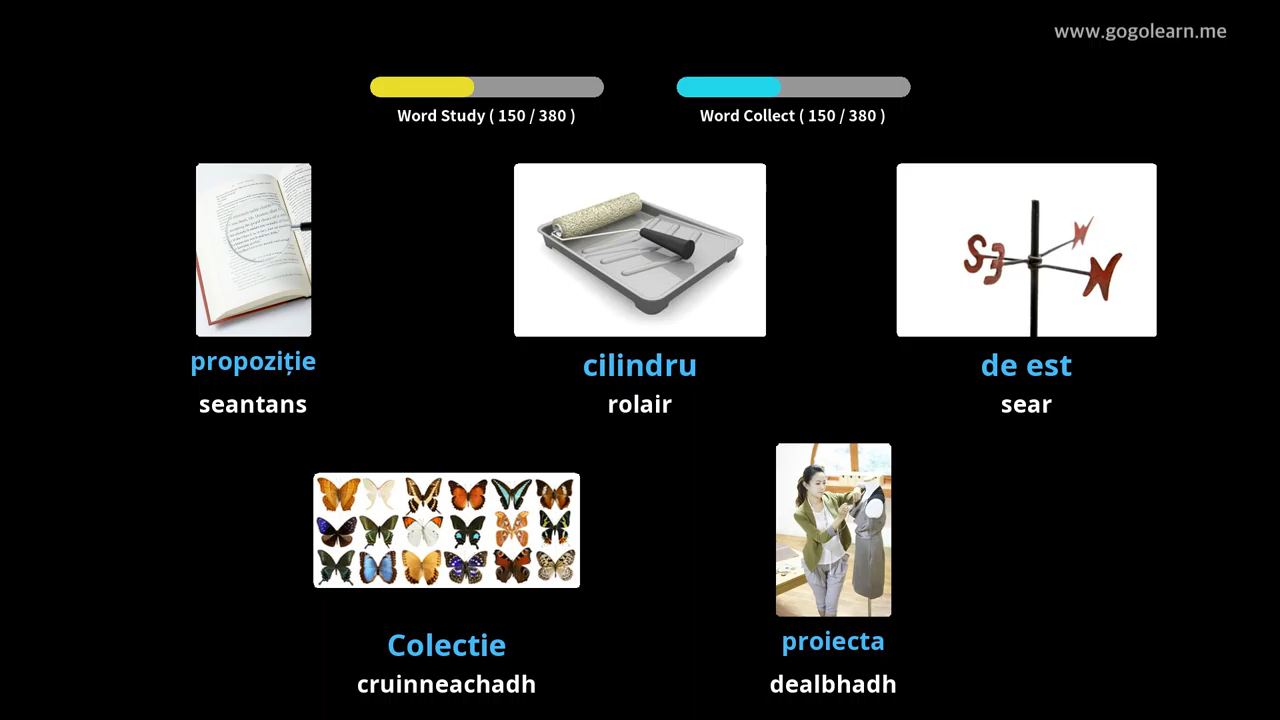 www.gogolearn.me
Word Study ( 150 / 380 )
Word Collect ( 150 / 380 )
propoziție
seantans
cilindru
rolair
de est
sear
Colectie
cruinneachadh
proiecta
dealbhadh